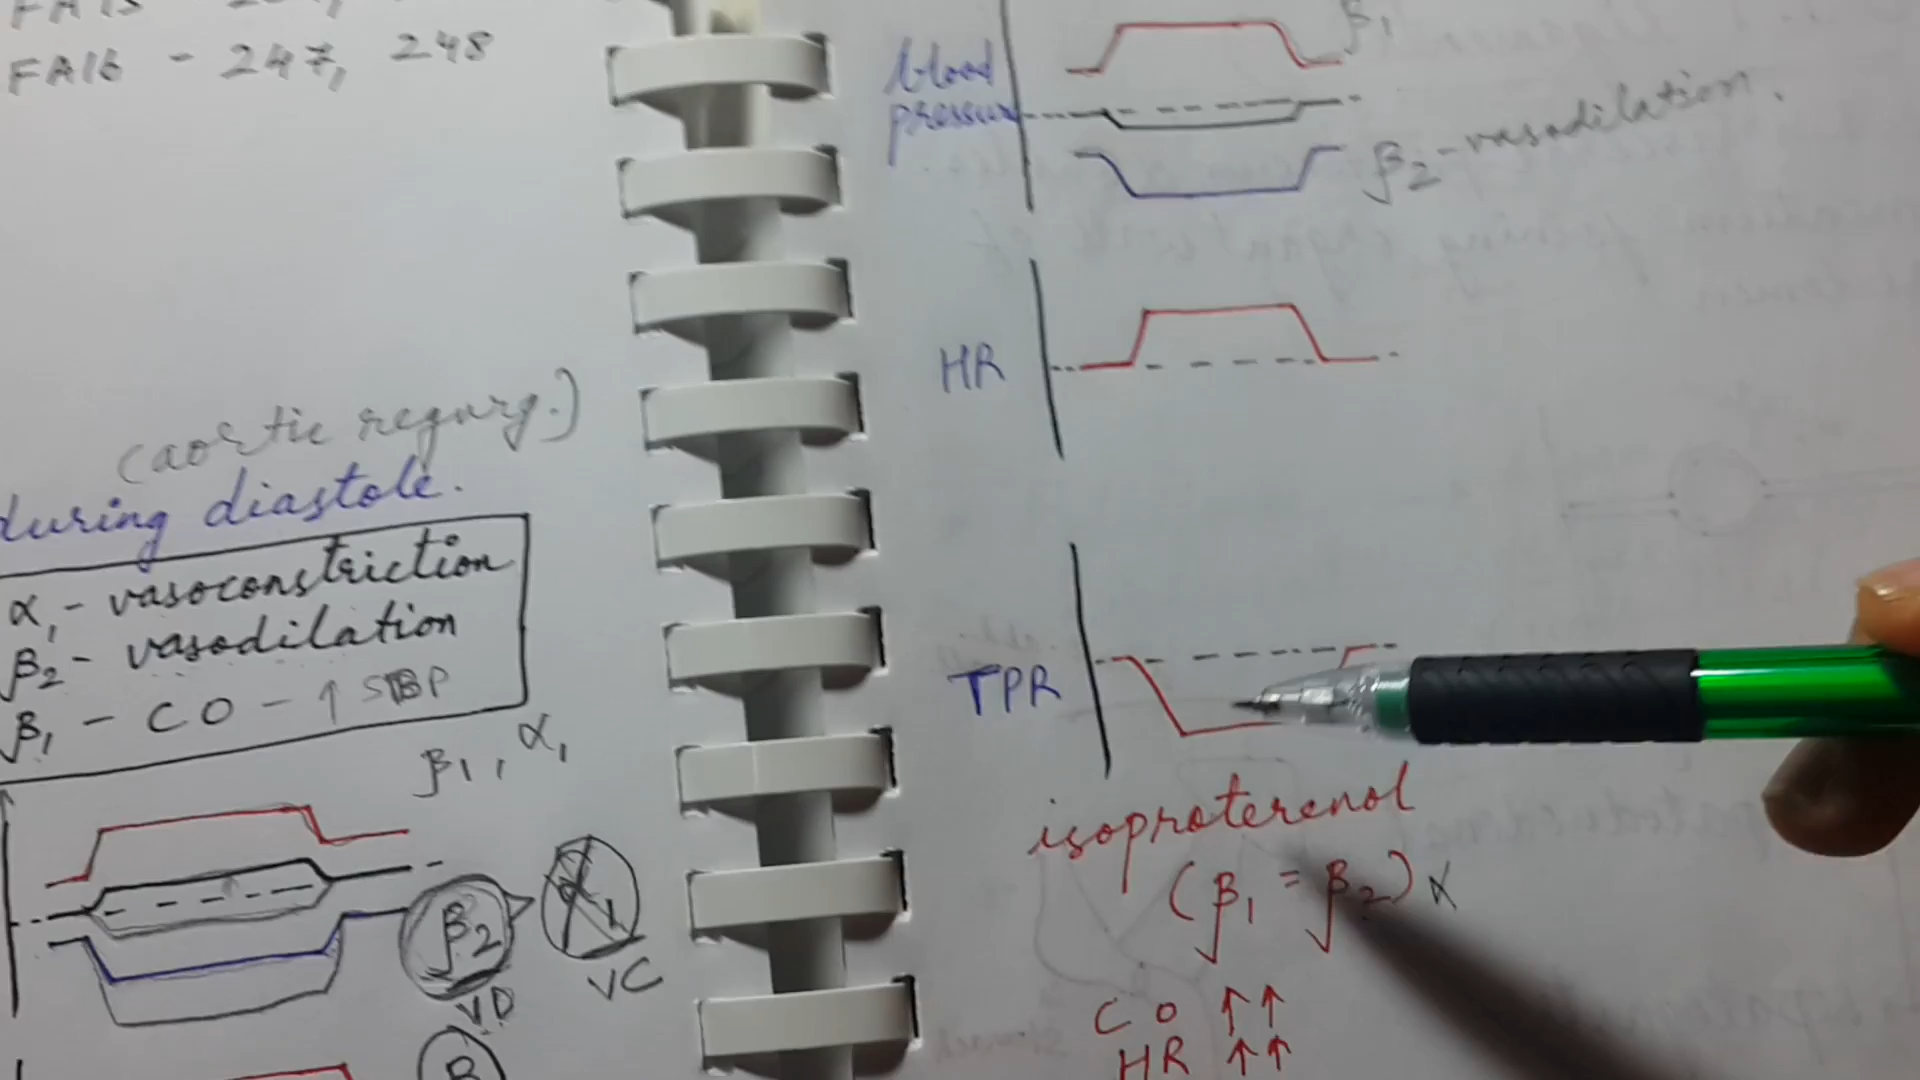 FA16 - 247, 248
(aortic regurg.)
during diastole.
α1 - vasoconstriction
β2 - vasodilation
β1 - CO - ↑ SBP
β1, α1
β2
α1
VD
VC
β1
blood
pressure
β2 - vasodilation.
HR
TPR
isoproterenol
(β1 = β2) α
CO ↑↑
HR ↑↑